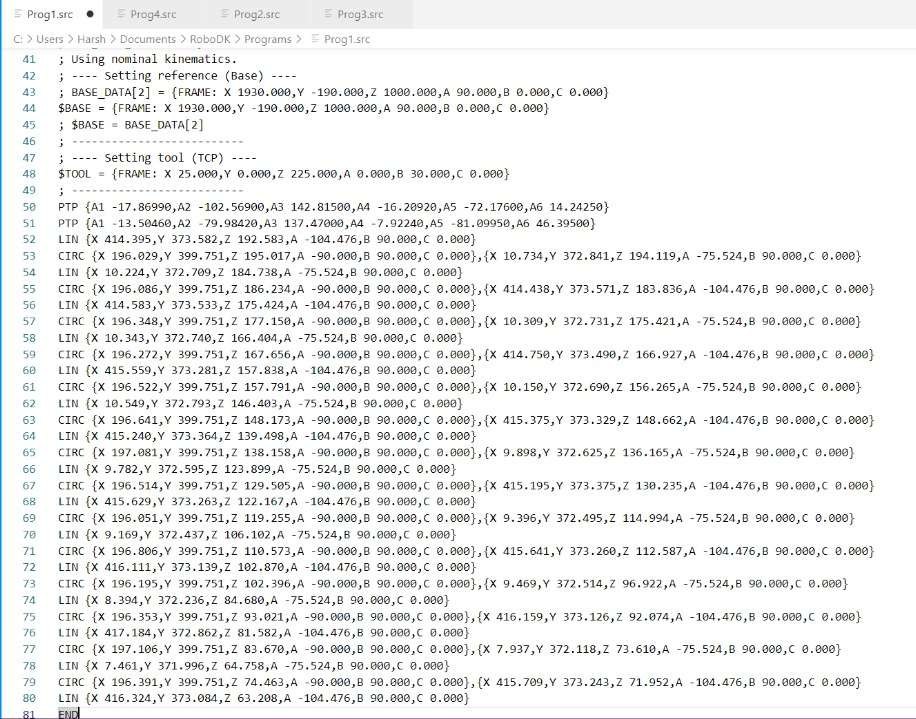 Prog1.src ● Prog4.src Prog2.src Prog3.src
C: > Users > Harsh > Documents > RoboDK > Programs > Prog1.src
41 ; Using nominal kinematics.
42 ; ---- Setting reference (Base) ----
43 ; BASE_DATA[2] = {FRAME: X 1930.000,Y -190.000,Z 1000.000,A 90.000,B 0.000,C 0.000}
44 $BASE = {FRAME: X 1930.000,Y -190.000,Z 1000.000,A 90.000,B 0.000,C 0.000}
45 ; $BASE = BASE_DATA[2]
46 ; -------------------------
47 ; ---- Setting tool (TCP) ----
48 $TOOL = {FRAME: X 25.000,Y 0.000,Z 225.000,A 0.000,B 30.000,C 0.000}
49 ; -------------------------
50 PTP {A1 -17.86990,A2 -102.56900,A3 142.81500,A4 -16.20920,A5 -72.17600,A6 14.24250}
51 PTP {A1 -13.50460,A2 -79.98420,A3 137.47000,A4 -7.92240,A5 -81.09950,A6 46.39500}
52 LIN {X 414.395,Y 373.582,Z 192.583,A -104.476,B 90.000,C 0.000}
53 CIRC {X 196.029,Y 399.751,Z 195.017,A -90.000,B 90.000,C 0.000},{X 10.734,Y 372.841,Z 194.119,A -75.524,B 90.000,C 0.000}
54 LIN {X 10.224,Y 372.709,Z 184.738,A -75.524,B 90.000,C 0.000}
55 CIRC {X 196.086,Y 399.751,Z 186.234,A -90.000,B 90.000,C 0.000},{X 414.438,Y 373.571,Z 183.836,A -104.476,B 90.000,C 0.000}
56 LIN {X 414.583,Y 373.533,Z 175.424,A -104.476,B 90.000,C 0.000}
57 CIRC {X 196.348,Y 399.751,Z 177.150,A -90.000,B 90.000,C 0.000},{X 10.309,Y 372.731,Z 175.421,A -75.524,B 90.000,C 0.000}
58 LIN {X 10.343,Y 372.740,Z 166.404,A -75.524,B 90.000,C 0.000}
59 CIRC {X 196.272,Y 399.751,Z 167.656,A -90.000,B 90.000,C 0.000},{X 414.750,Y 373.490,Z 166.927,A -104.476,B 90.000,C 0.000}
60 LIN {X 415.559,Y 373.281,Z 157.838,A -104.476,B 90.000,C 0.000}
61 CIRC {X 196.522,Y 399.751,Z 157.791,A -90.000,B 90.000,C 0.000},{X 10.150,Y 372.690,Z 156.265,A -75.524,B 90.000,C 0.000}
62 LIN {X 10.549,Y 372.793,Z 146.403,A -75.524,B 90.000,C 0.000}
63 CIRC {X 196.641,Y 399.751,Z 148.173,A -90.000,B 90.000,C 0.000},{X 415.375,Y 373.329,Z 148.662,A -104.476,B 90.000,C 0.000}
64 LIN {X 415.240,Y 373.364,Z 139.498,A -104.476,B 90.000,C 0.000}
65 CIRC {X 197.081,Y 399.751,Z 138.158,A -90.000,B 90.000,C 0.000},{X 9.898,Y 372.625,Z 136.165,A -75.524,B 90.000,C 0.000}
66 LIN {X 9.782,Y 372.595,Z 123.899,A -75.524,B 90.000,C 0.000}
67 CIRC {X 196.514,Y 399.751,Z 129.505,A -90.000,B 90.000,C 0.000},{X 415.195,Y 373.375,Z 130.235,A -104.476,B 90.000,C 0.000}
68 LIN {X 415.629,Y 373.263,Z 122.167,A -104.476,B 90.000,C 0.000}
69 CIRC {X 196.051,Y 399.751,Z 119.255,A -90.000,B 90.000,C 0.000},{X 9.396,Y 372.495,Z 114.994,A -75.524,B 90.000,C 0.000}
70 LIN {X 9.169,Y 372.437,Z 106.102,A -75.524,B 90.000,C 0.000}
71 CIRC {X 196.806,Y 399.751,Z 110.573,A -90.000,B 90.000,C 0.000},{X 415.641,Y 373.260,Z 112.587,A -104.476,B 90.000,C 0.000}
72 LIN {X 416.111,Y 373.139,Z 102.870,A -104.476,B 90.000,C 0.000}
73 CIRC {X 196.195,Y 399.751,Z 102.396,A -90.000,B 90.000,C 0.000},{X 9.469,Y 372.514,Z 96.922,A -75.524,B 90.000,C 0.000}
74 LIN {X 8.394,Y 372.236,Z 84.680,A -75.524,B 90.000,C 0.000}
75 CIRC {X 196.353,Y 399.751,Z 93.021,A -90.000,B 90.000,C 0.000},{X 416.159,Y 373.126,Z 92.074,A -104.476,B 90.000,C 0.000}
76 LIN {X 417.184,Y 372.862,Z 81.582,A -104.476,B 90.000,C 0.000}
77 CIRC {X 197.106,Y 399.751,Z 83.670,A -90.000,B 90.000,C 0.000},{X 7.937,Y 372.118,Z 73.610,A -75.524,B 90.000,C 0.000}
78 LIN {X 7.461,Y 371.996,Z 64.758,A -75.524,B 90.000,C 0.000}
79 CIRC {X 196.391,Y 399.751,Z 74.463,A -90.000,B 90.000,C 0.000},{X 415.709,Y 373.243,Z 71.952,A -104.476,B 90.000,C 0.000}
80 LIN {X 416.324,Y 373.084,Z 63.208,A -104.476,B 90.000,C 0.000}
81 END